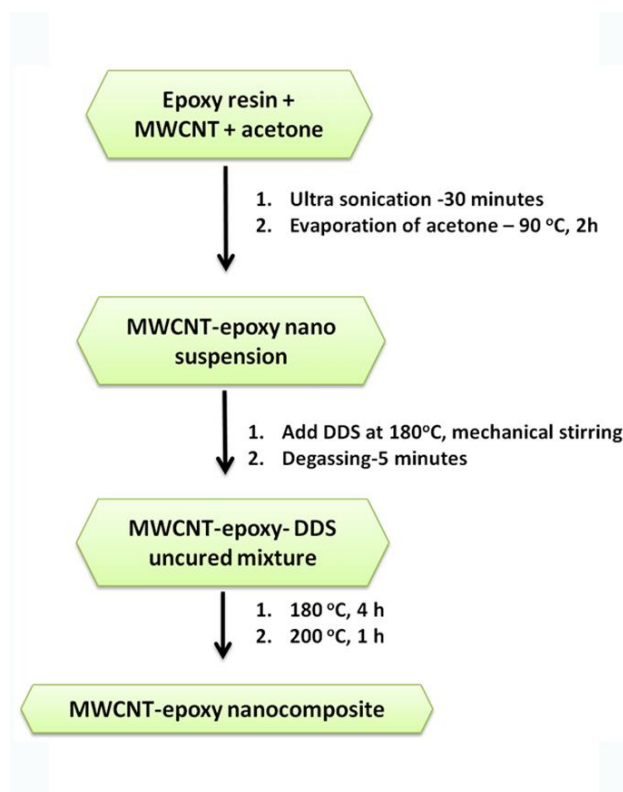 Epoxy resin +
MWCNT + acetone
1. Ultra sonication -30 minutes
2. Evaporation of acetone – 90 °C, 2h
MWCNT-epoxy nano
suspension
1. Add DDS at 180°C, mechanical stirring
2. Degassing-5 minutes
MWCNT-epoxy- DDS
uncured mixture
1. 180 °C, 4 h
2. 200 °C, 1 h
MWCNT-epoxy nanocomposite